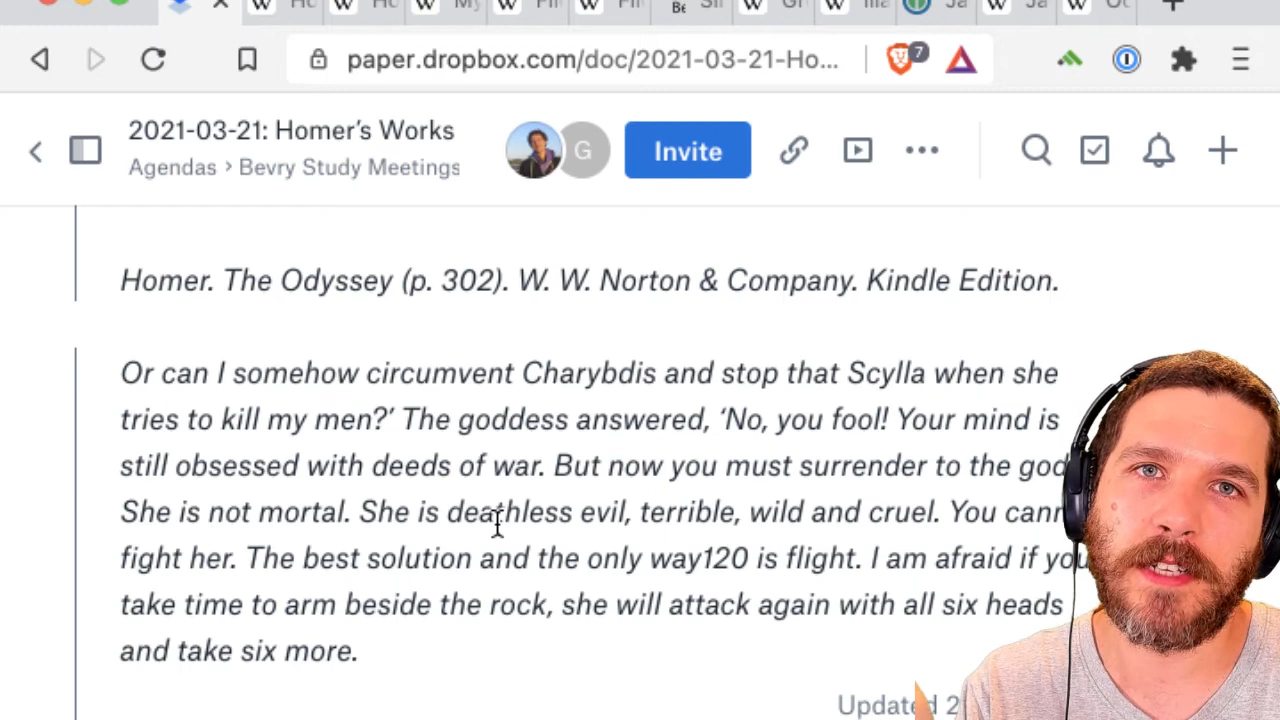 paper.dropbox.com/doc/2021-03-21-Ho...
7
2021-03-21: Homer's Works
Agendas > Bevry Study Meetings
G
Invite
Homer. The Odyssey (p. 302). W. W. Norton & Company. Kindle Edition.
Or can I somehow circumvent Charybdis and stop that Scylla when she
tries to kill my men?' The goddess answered, 'No, you fool! Your mind is
still obsessed with deeds of war. But now you must surrender to the god
She is not mortal. She is deathless evil, terrible, wild and cruel. You
fight her. The best solution and the only way120 is flight. I am afraid if you
take time to arm beside the rock, she will attack again with all six heads
and take six more.
Updated 2